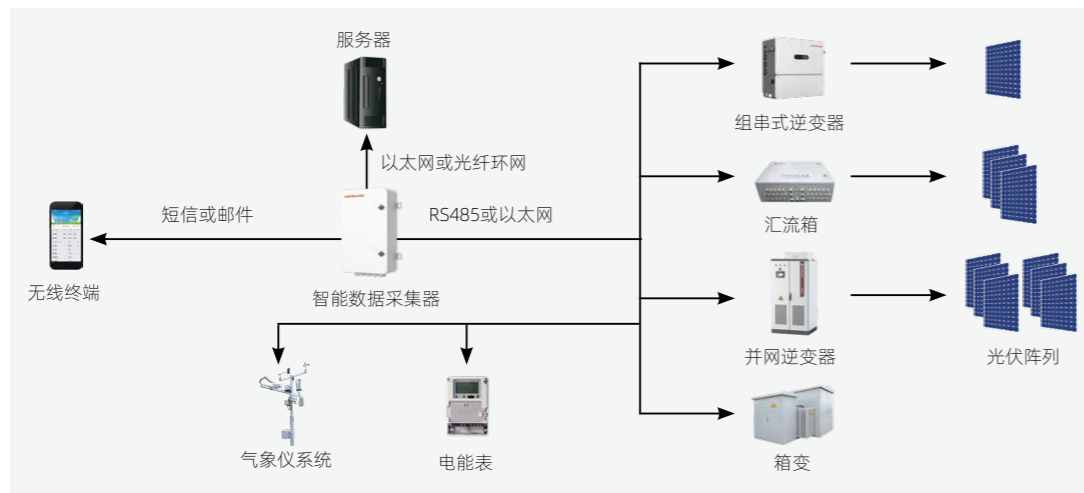 服务器
以太网或光纤环网
组串式逆变器
短信或邮件
RS485或以太网
汇流箱
无线终端
智能数据采集器
并网逆变器
光伏阵列
气象仪系统
电能表
箱变